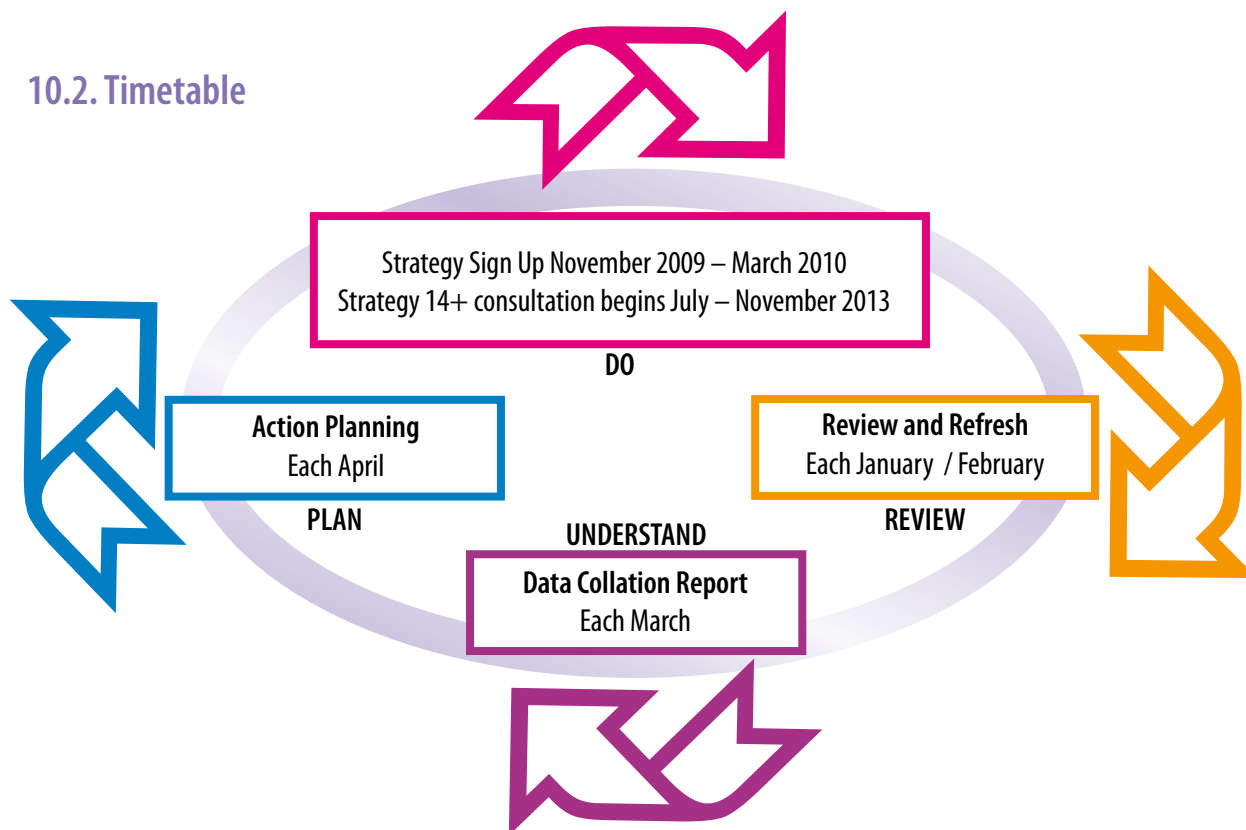 10.2. Timetable
Strategy Sign Up November 2009 – March 2010
Strategy 14+ consultation begins July – November 2013
DO
Action Planning
Each April
PLAN
Review and Refresh
Each January / February
REVIEW
UNDERSTAND
Data Collation Report
Each March